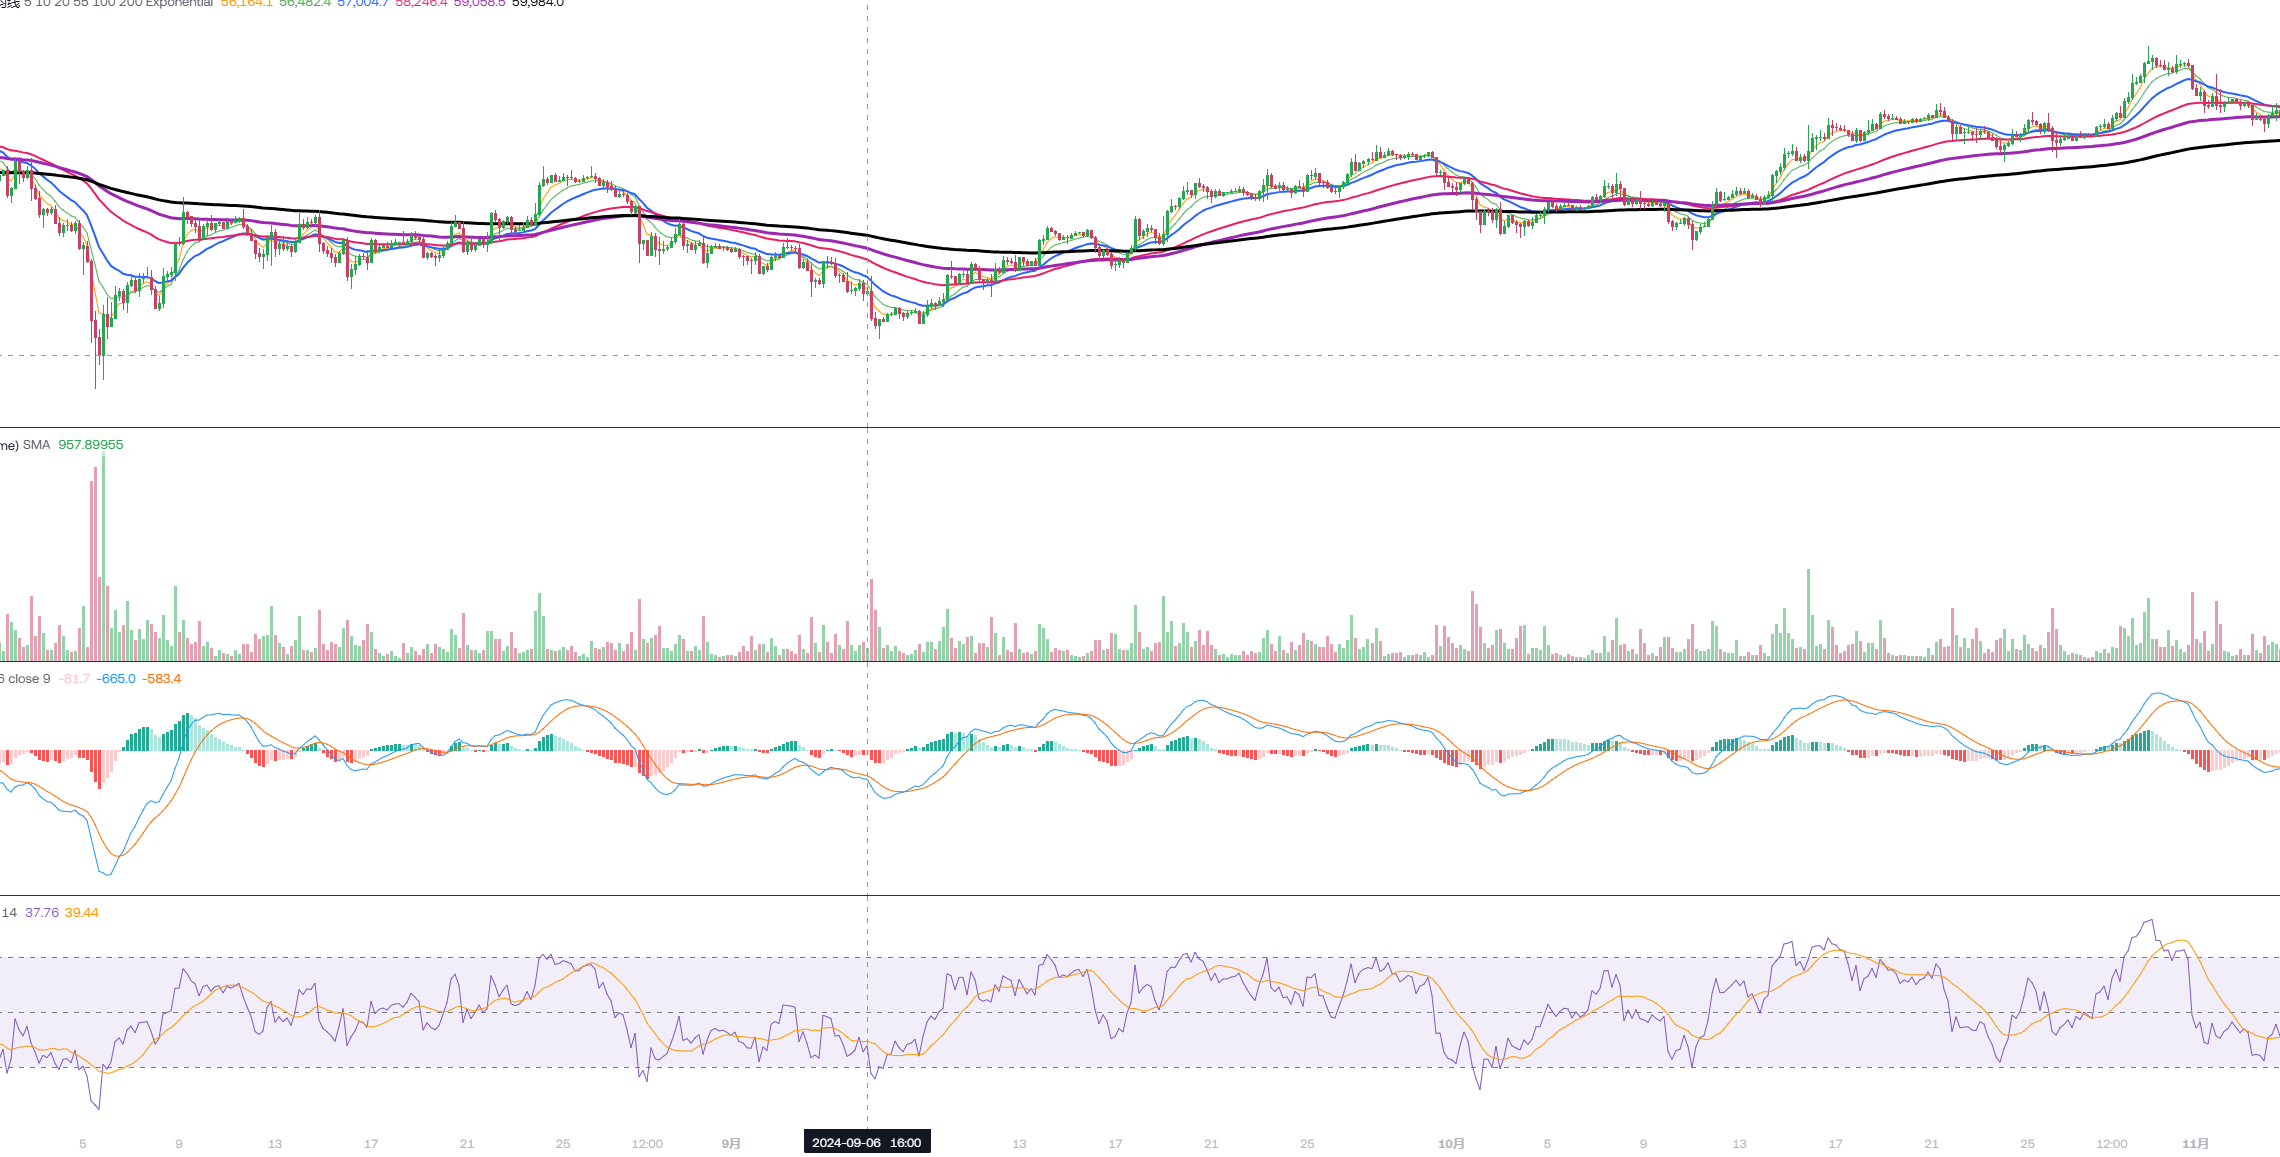 均线 5 10 20 55 100 200 Exponential 56,164.1 56,482.4 57,004.7 58,246.4 59,058.5 59,984.0
me) SMA 957.89955
6 close 9 −81.7 −665.0 −583.4
14 37.76 39.44
5 9 13 17 21 25 12:00 9月 2024-09-06 16:00 13 17 21 25 10月 5 9 13 17 21 25 12:00 11月